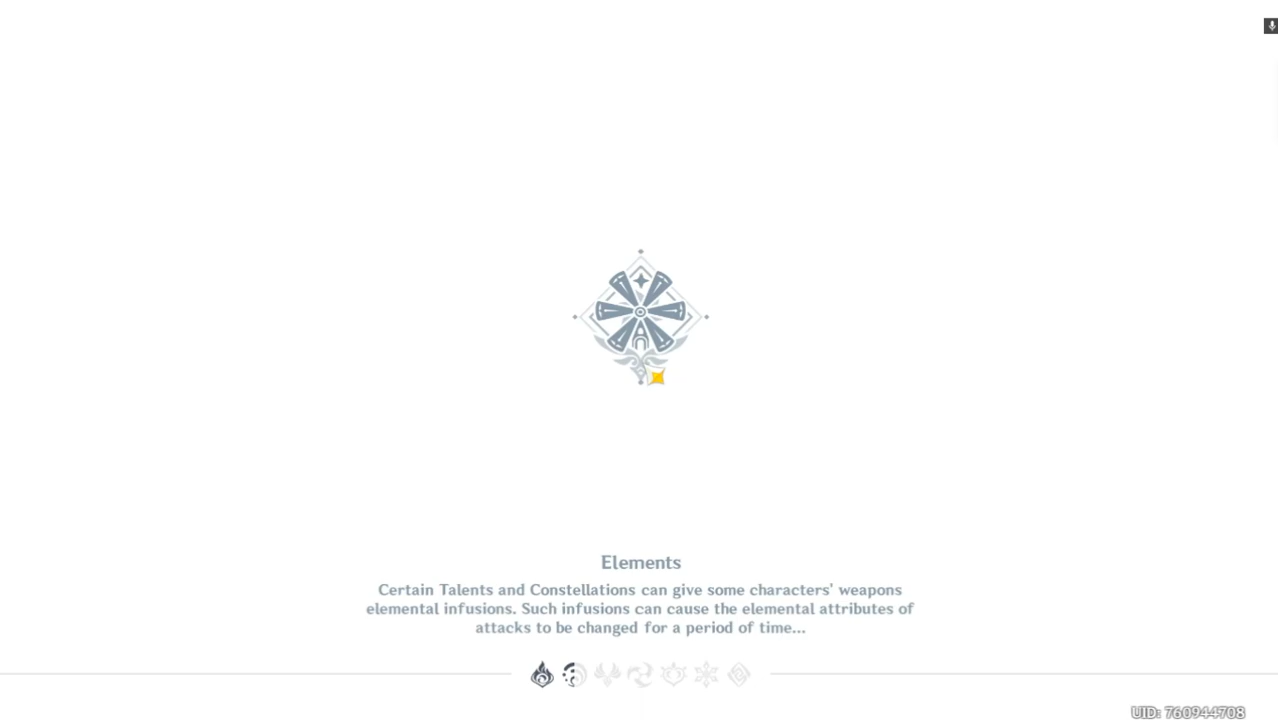 Elements
Certain Talents and Constellations can give some characters' weapons
elemental infusions. Such infusions can cause the elemental attributes of
attacks to be changed for a period of time...
UID: 760944708